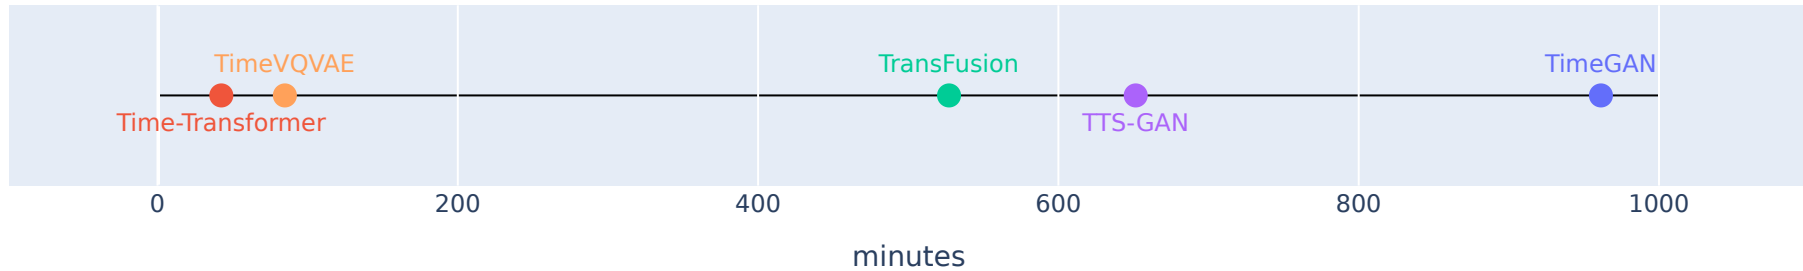 TimeVQVAE TransFusion TimeGAN
Time-Transformer TTS-GAN
0 200 400 600 800 1000
minutes